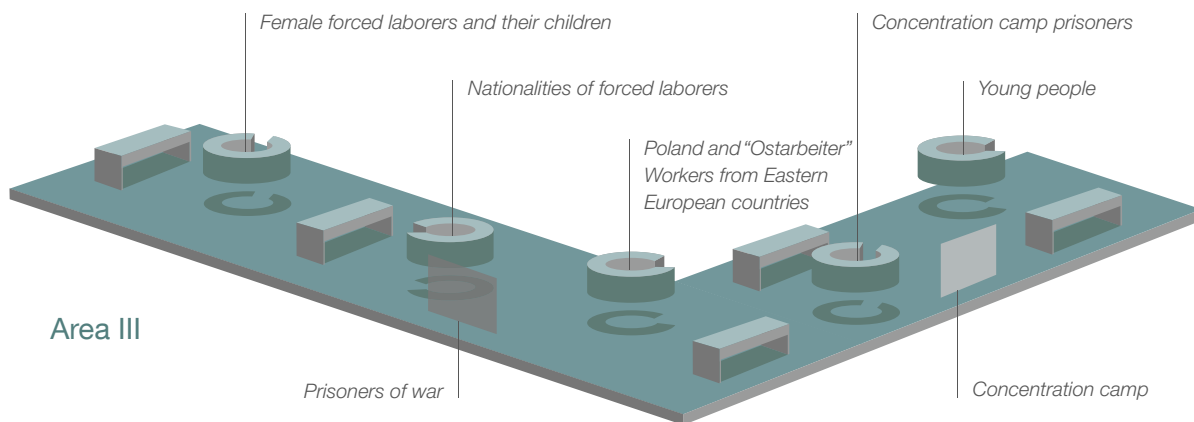 Female forced laborers and their children
Concentration camp prisoners
Nationalities of forced laborers
Young people
Poland and “Ostarbeiter”
Workers from Eastern
European countries
Area III
Prisoners of war
Concentration camp